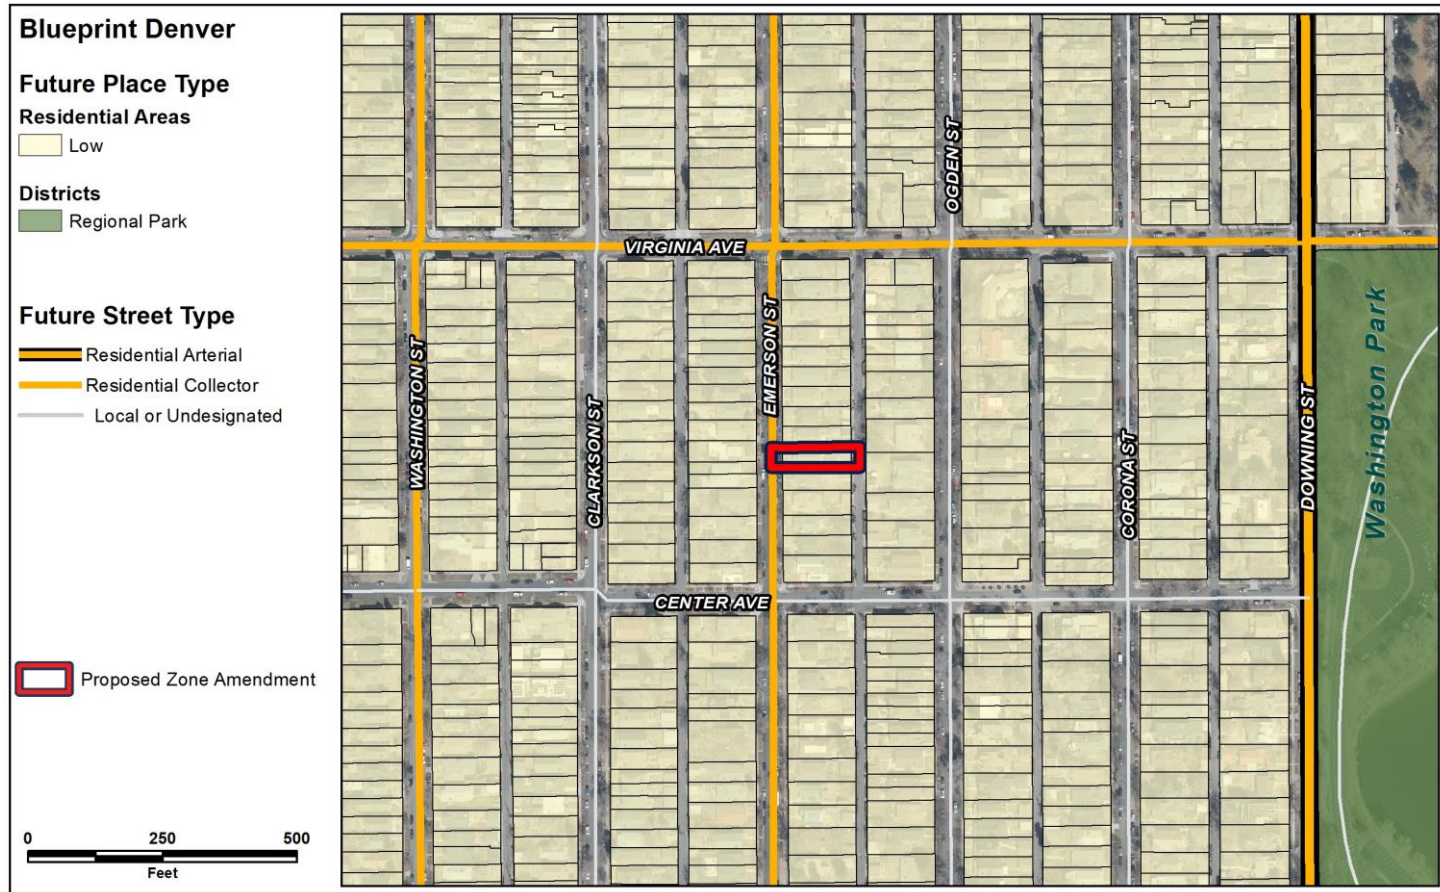 Blueprint Denver
Future Place Type
Residential Areas
Low
Districts
Regional Park
Future Street Type
Residential Arterial
Residential Collector
Local or Undesignated
Proposed Zone Amendment
0 250 500
Feet
OGDEN ST
VIRGINIA AVE
WASHINGTON ST
CLARKSON ST
EMERSON ST
CORONA ST
DOWNING ST
Washington Park
CENTER AVE